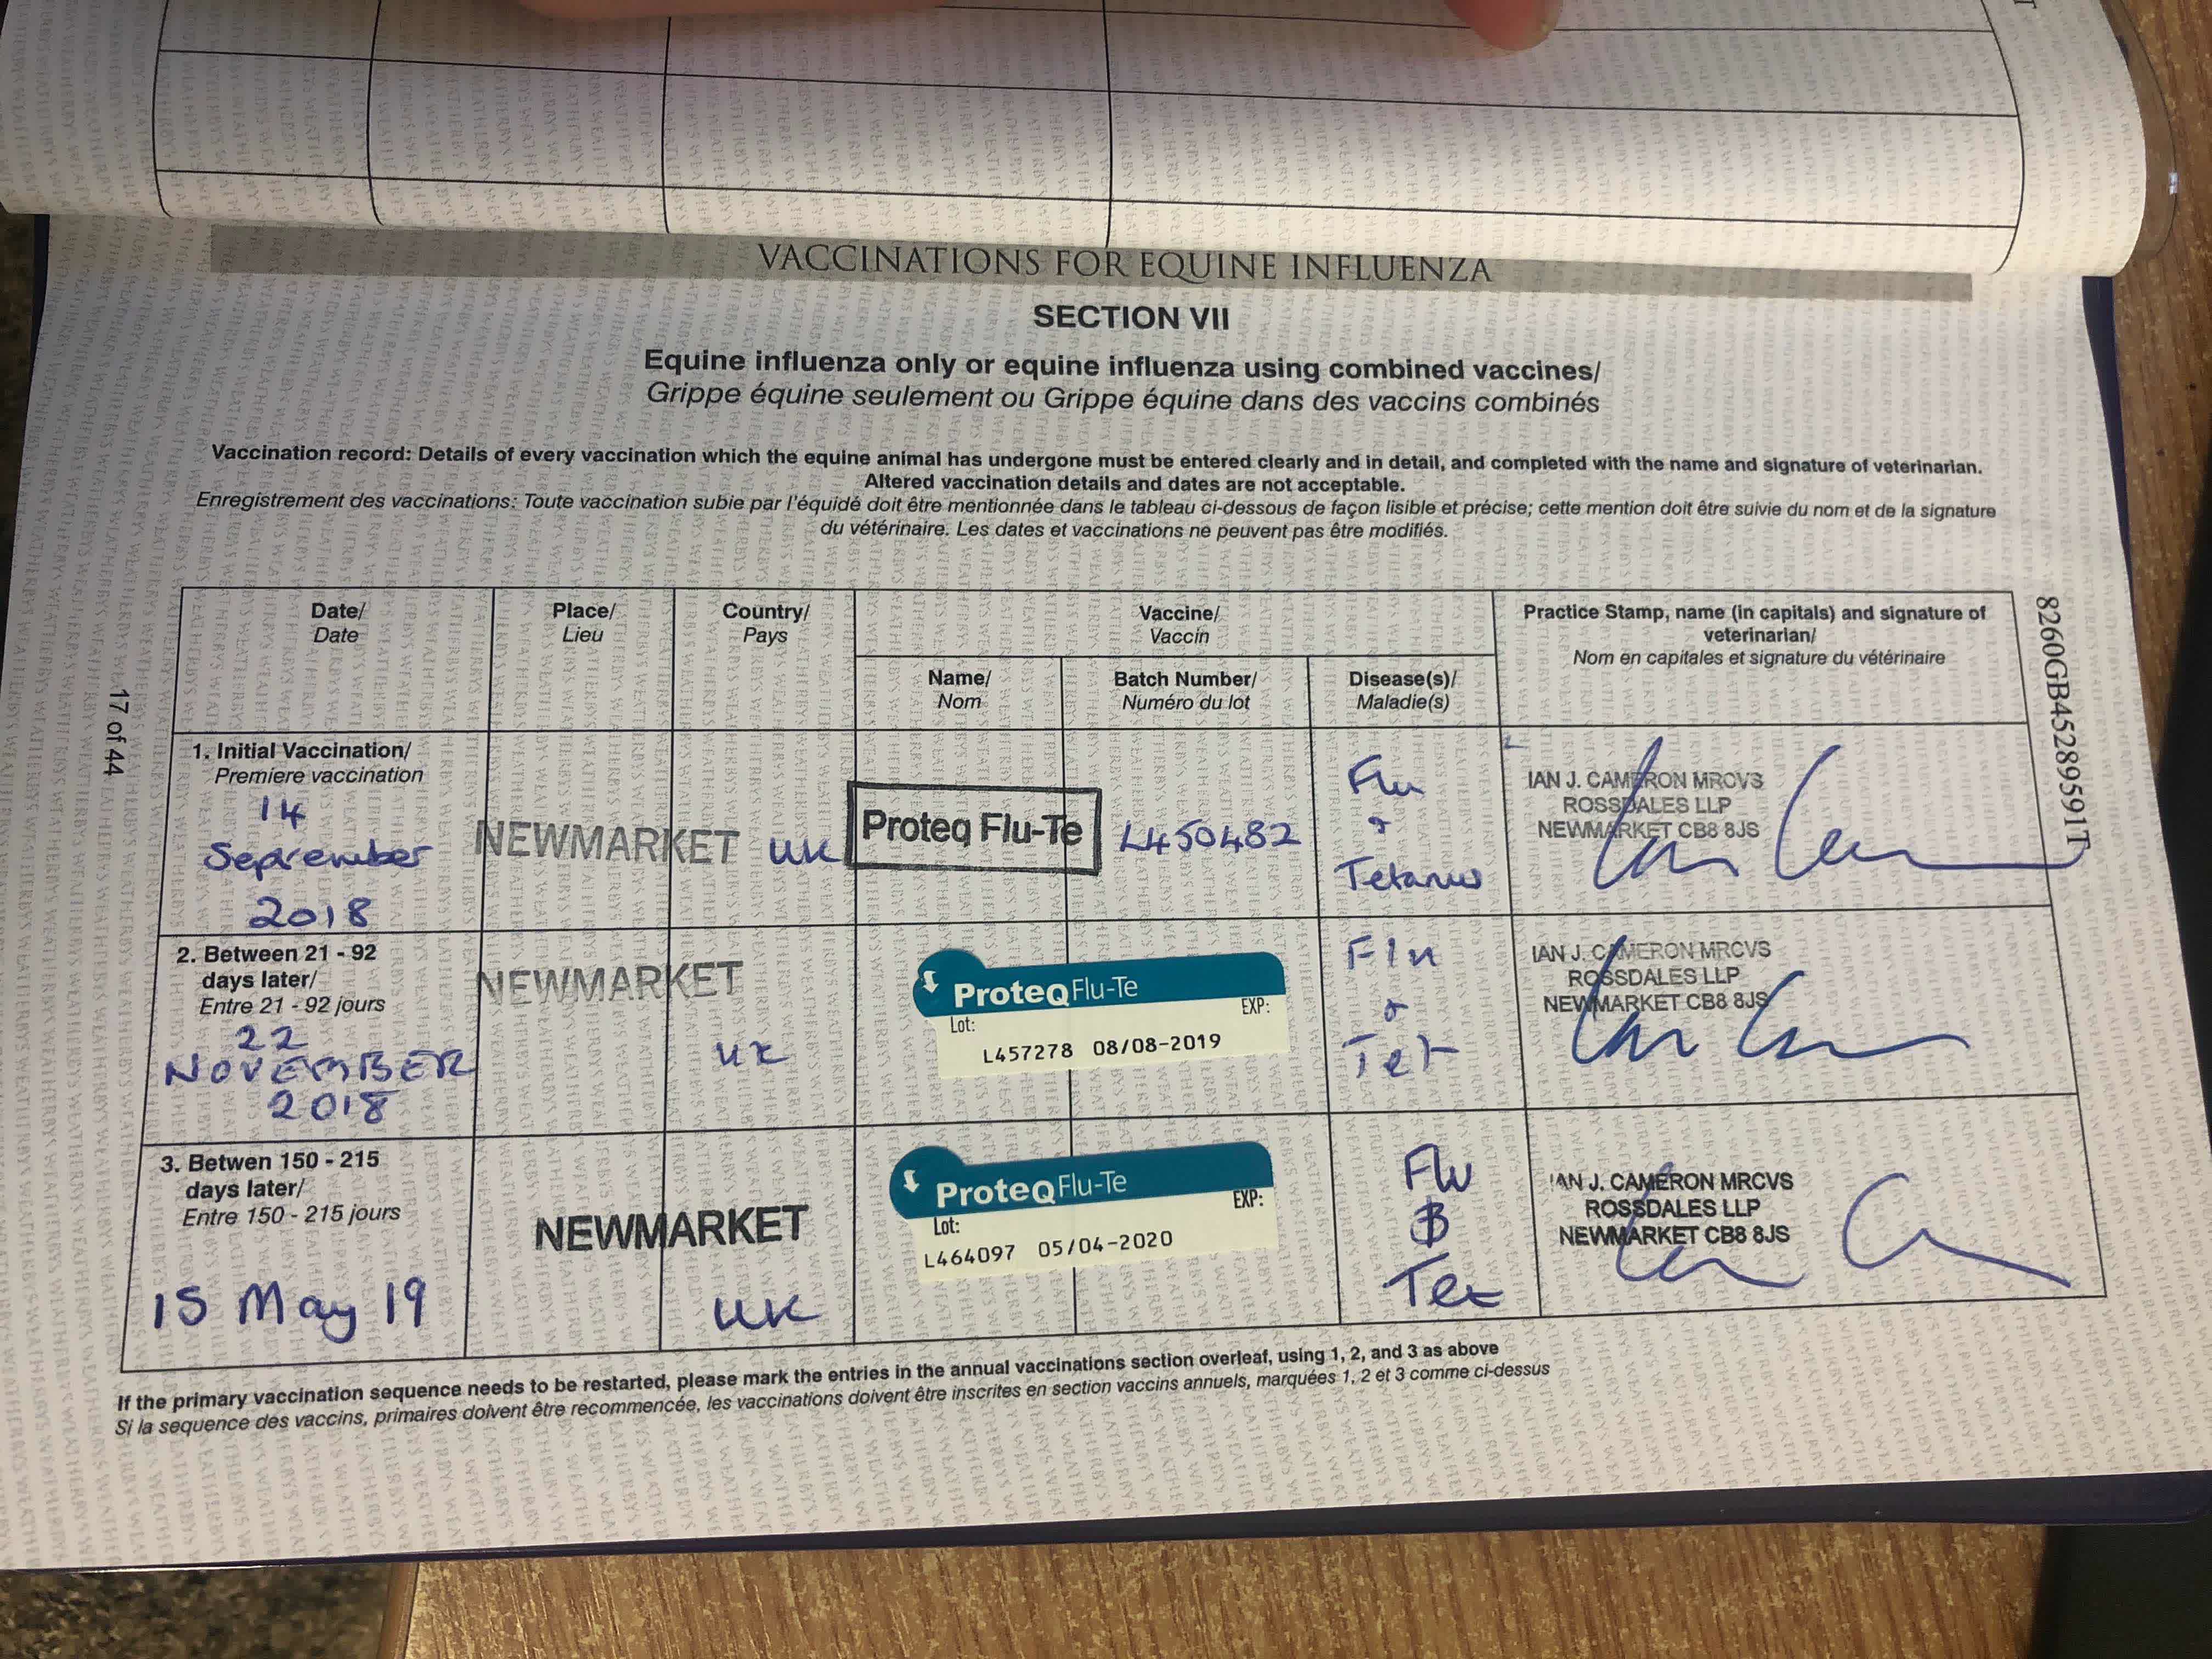 VACCINATIONS FOR EQUINE INFLUENZA
SECTION VII
Equine influenza only or equine influenza using combined vaccines/
Grippe équine seulement ou Grippe équine dans des vaccins combinés
Vaccination record: Details of every vaccination which the equine animal has undergone must be entered clearly and in detail, and completed with the name and signature of veterinarian.
Altered vaccination details and dates are not acceptable.
Enregistrement des vaccinations: Toute vaccination subie par l'équidé doit être mentionnée dans le tableau ci-dessous de façon lisible et précise; cette mention doit être suivie du nom et de la signature
du vétérinaire. Les dates et vaccinations ne peuvent pas être modifiés.
Date/
Date
Place/
Lieu
Country/
Pays
Vaccine/
Vaccin
Name/
Nom
Batch Number/
Numéro du lot
Disease(s)/
Maladie(s)
Practice Stamp, name (in capitals) and signature of
veterinarian/
Nom en capitales et signature du vétérinaire
1. Initial Vaccination/
Premiere vaccination
14
September
2018
NEWMARKET
UK
Proteq Flu-Te
L450482
Flu
&
Tetanus
IAN J. CAMERON MRCVS
ROSSDALES LLP
NEWMARKET CB8 8JS
2. Between 21 - 92
days later/
Entre 21 - 92 jours
22
NOVEMBER
2018
NEWMARKET
UK
ProteqFlu-Te
Lot:
EXP:
L457278 08/08-2019
Flu
&
Tet
IAN J. CAMERON MRCVS
ROSSDALES LLP
NEWMARKET CB8 8JS
3. Betwen 150 - 215
days later/
Entre 150 - 215 jours
15 May 19
NEWMARKET
UK
ProteqFlu-Te
Lot:
EXP:
L464097 05/04-2020
Flu
&
Tet
IAN J. CAMERON MRCVS
ROSSDALES LLP
NEWMARKET CB8 8JS
If the primary vaccination sequence needs to be restarted, please mark the entries in the annual vaccinations section overleaf, using 1, 2, and 3 as above
Si la sequence des vaccins, primaires doivent être recommencée, les vaccinations doivent être inscrites en section vaccins annuels, marquées 1, 2 et 3 comme ci-dessus
17 of 44
8260GB45289591T